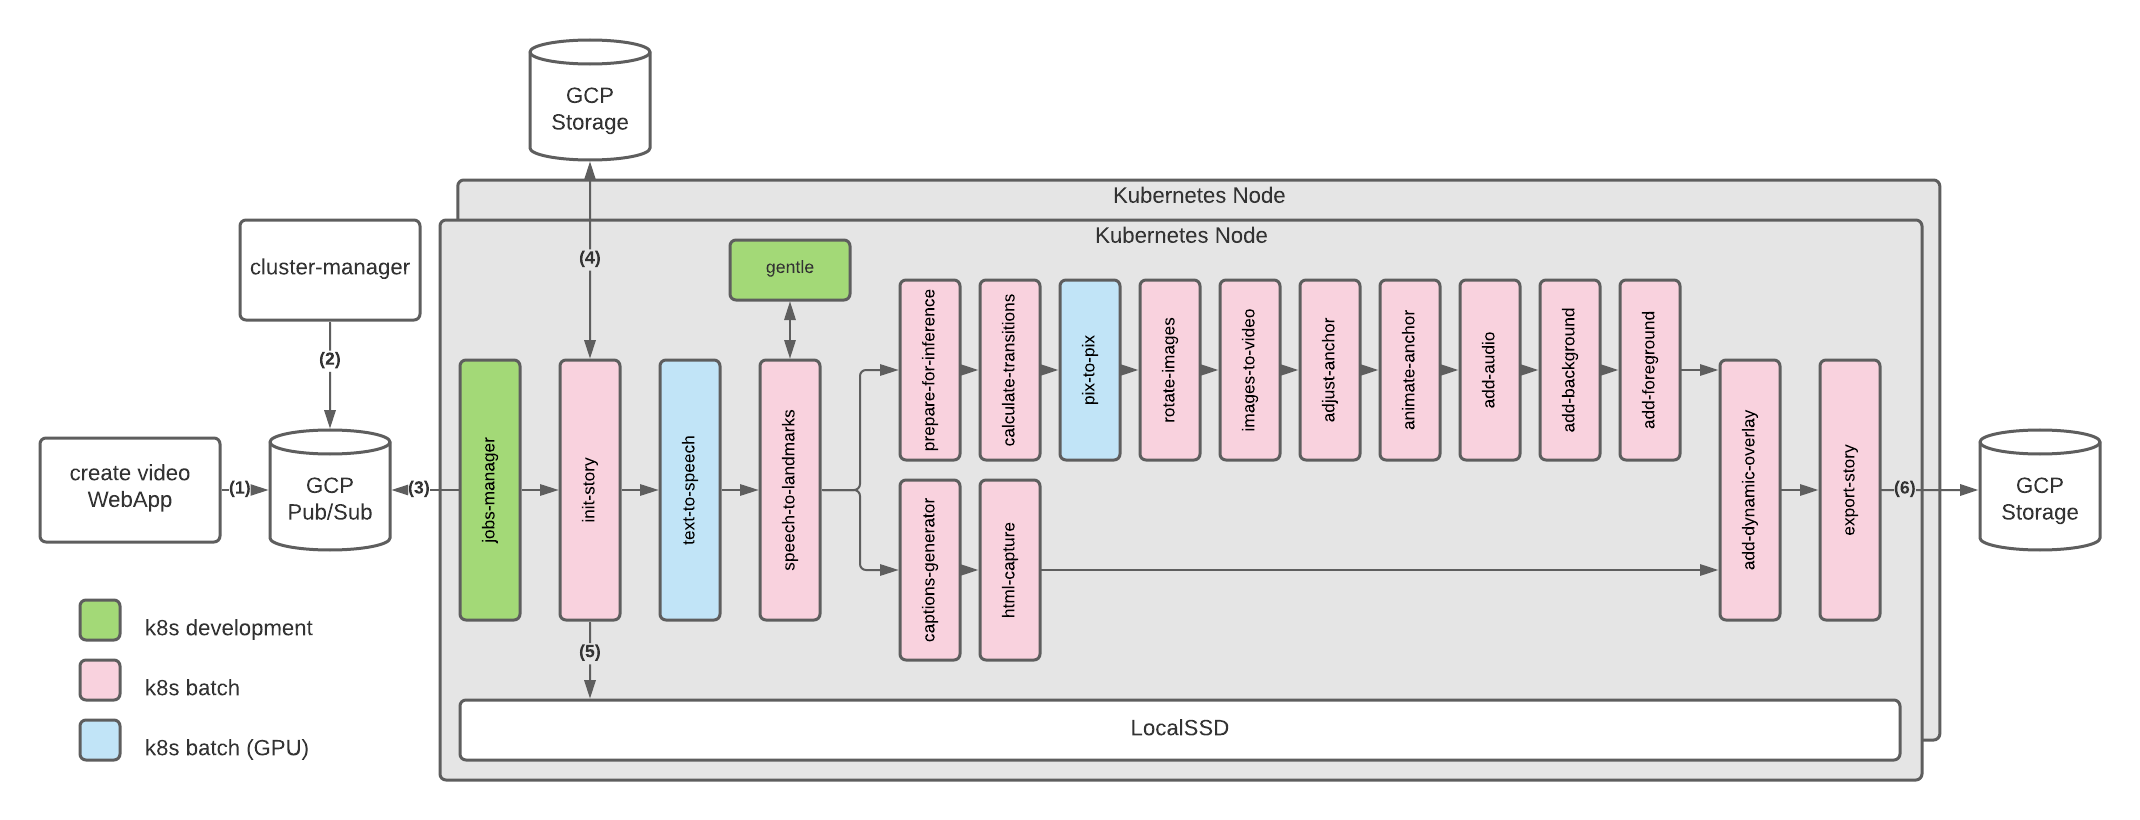 GCP
Storage
Kubernetes Node
Kubernetes Node
cluster-manager
(4)
gentle
(2)
create video
WebApp
(1)
GCP
Pub/Sub
(3)
jobs-manager
init-story
text-to-speech
speech-to-landmarks
prepare-for-inference
calculate-transitions
pix-to-pix
rotate-images
images-to-video
adjust-anchor
animate-anchor
add-audio
add-background
add-foreground
captions-generator
html-capture
add-dynamic-overlay
export-story
(6)
GCP
Storage
(5)
LocalSSD
k8s development
k8s batch
k8s batch (GPU)